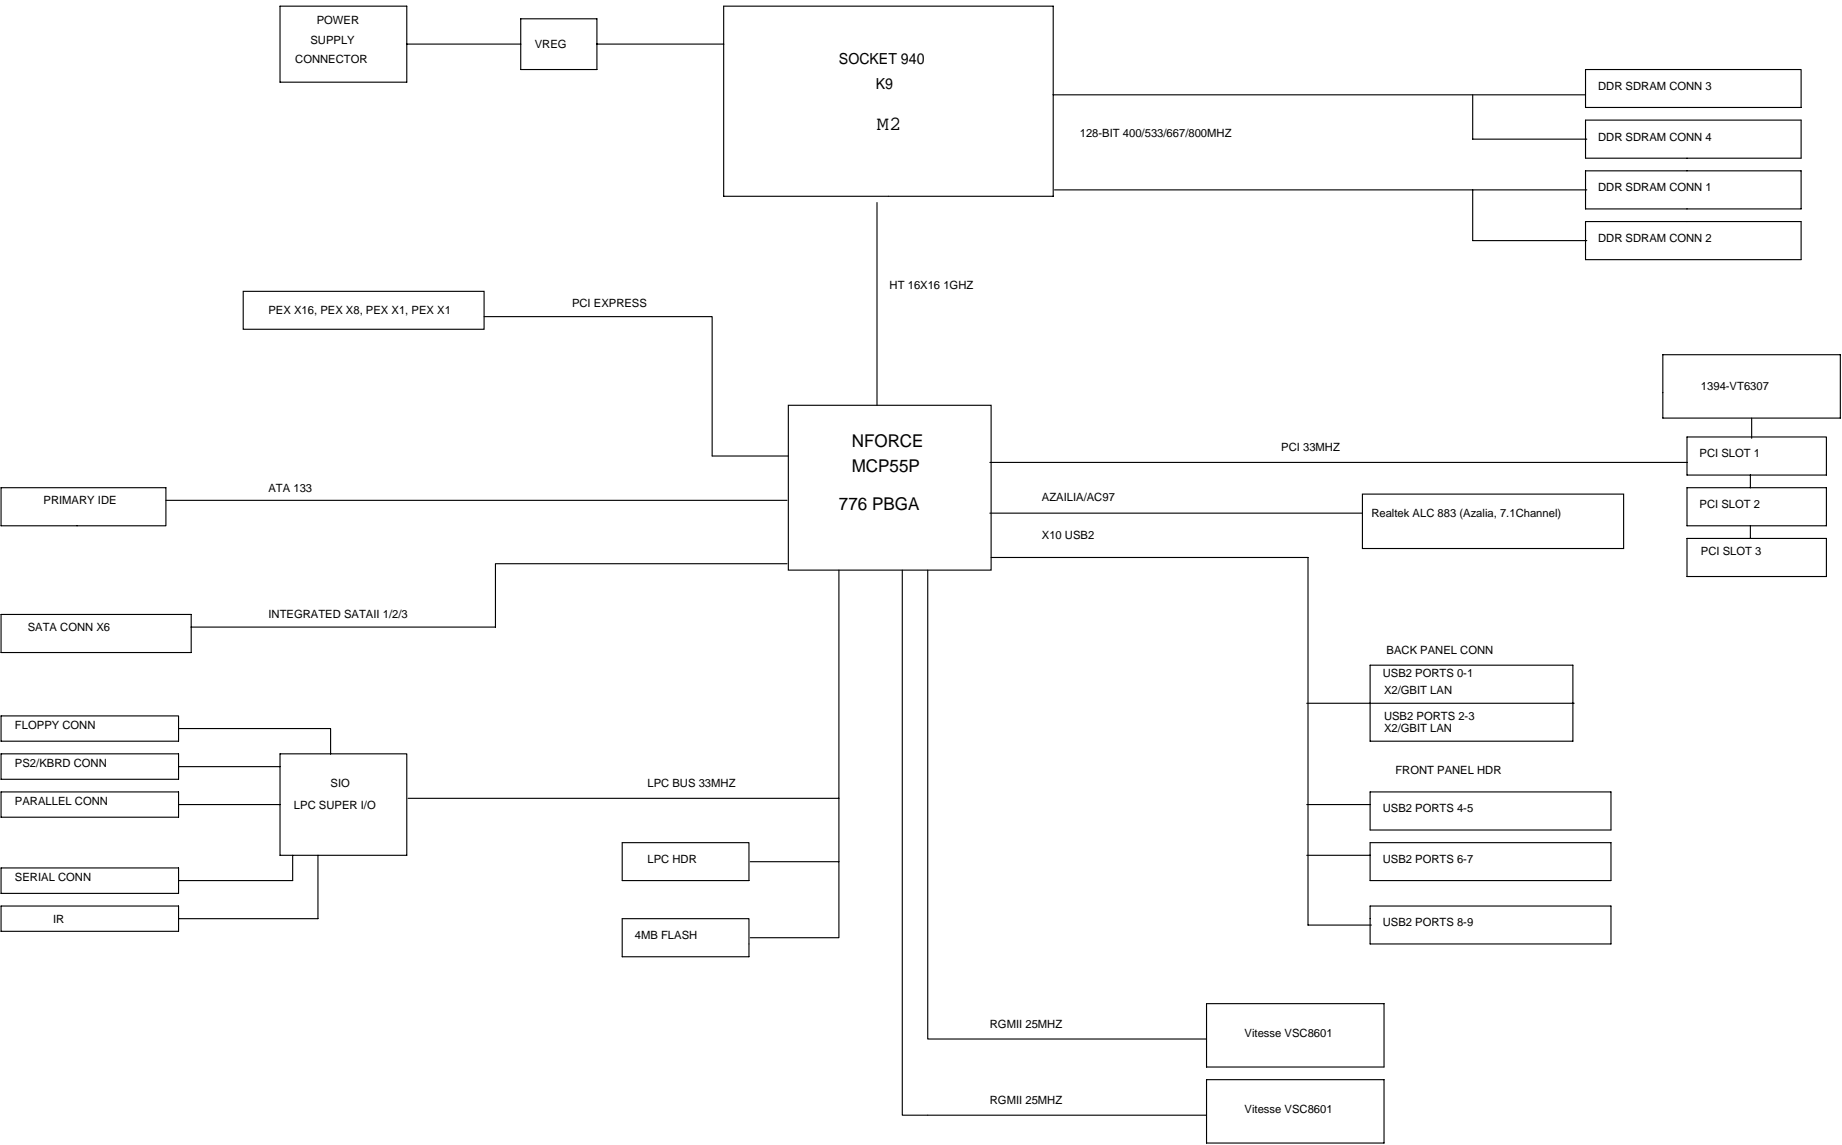 POWER
SUPPLY
CONNECTOR
VREG
SOCKET 940
K9
M2
DDR SDRAM CONN 3
128-BIT 400/533/667/800MHZ
DDR SDRAM CONN 4
DDR SDRAM CONN 1
DDR SDRAM CONN 2
HT 16X16 1GHZ
PEX X16, PEX X8, PEX X1, PEX X1
PCI EXPRESS
1394-VT6307
NFORCE
MCP55P
776 PBGA
PCI 33MHZ
PCI SLOT 1
PRIMARY IDE
ATA 133
AZAILIA/AC97
Realtek ALC 883 (Azalia, 7.1Channel)
PCI SLOT 2
X10 USB2
PCI SLOT 3
SATA CONN X6
INTEGRATED SATAII 1/2/3
BACK PANEL CONN
USB2 PORTS 0-1
X2/GBIT LAN
USB2 PORTS 2-3
X2/GBIT LAN
FLOPPY CONN
PS2/KBRD CONN
PARALLEL CONN
SIO
LPC SUPER I/O
LPC BUS 33MHZ
FRONT PANEL HDR
USB2 PORTS 4-5
LPC HDR
USB2 PORTS 6-7
SERIAL CONN
IR
4MB FLASH
USB2 PORTS 8-9
RGMII 25MHZ
Vitesse VSC8601
RGMII 25MHZ
Vitesse VSC8601